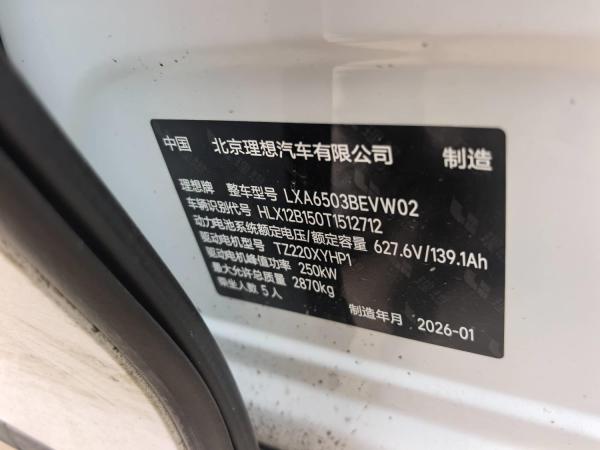 中国 北京理想汽车有限公司 制造
理想牌 整车型号 LXA6503BEVW02
车辆识别代号 HLX12B150T1512712
动力电池系统额定电压/额定容量 627.6V/139.1Ah
驱动电机型号 TZ220XYHP1
驱动电机峰值功率 250kW
最大允许总质量 2870kg
乘坐人数 5人 制造年月 2026-01